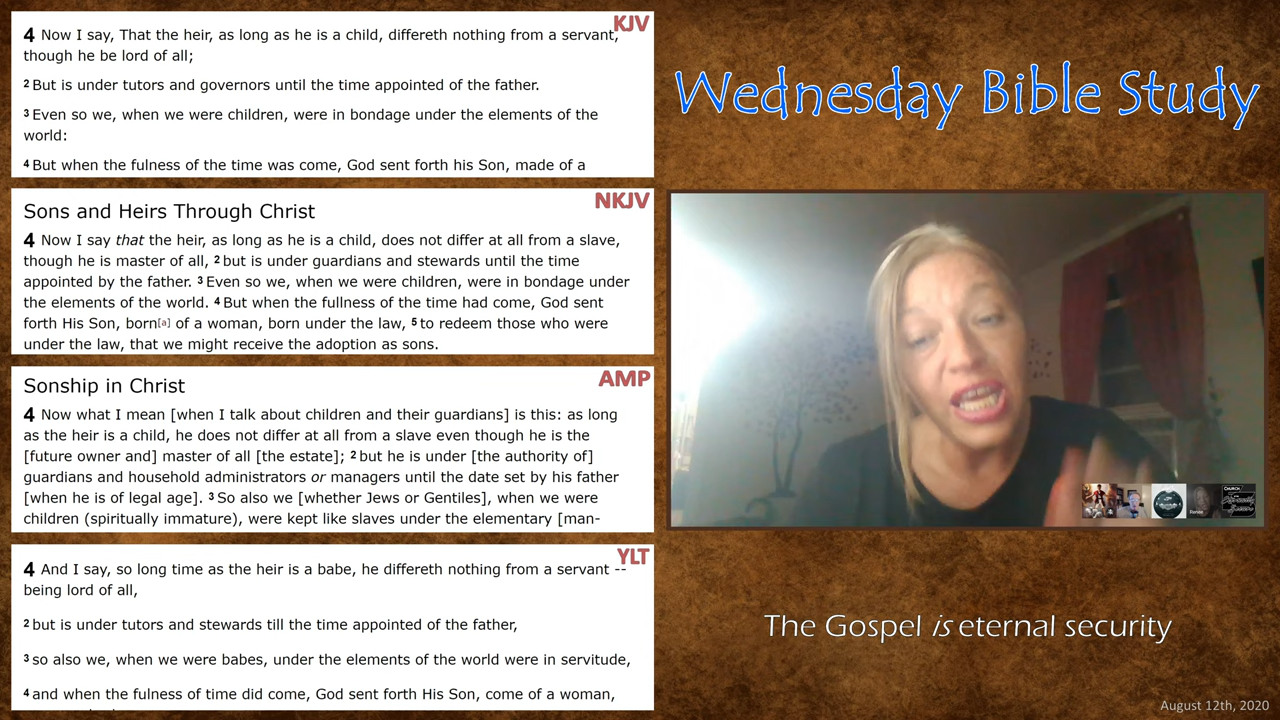 KJV
4 Now I say, That the heir, as long as he is a child, differeth nothing from a servant,
though he be lord of all;
2 But is under tutors and governors until the time appointed of the father.
3 Even so we, when we were children, were in bondage under the elements of the
world:
4 But when the fulness of the time was come, God sent forth his Son, made of a
NKJV
Sons and Heirs Through Christ
4 Now I say that the heir, as long as he is a child, does not differ at all from a slave,
though he is master of all, 2 but is under guardians and stewards until the time
appointed by the father. 3 Even so we, when we were children, were in bondage under
the elements of the world. 4 But when the fullness of the time had come, God sent
forth His Son, born[a] of a woman, born under the law, 5 to redeem those who were
under the law, that we might receive the adoption as sons.
AMP
Sonship in Christ
4 Now what I mean [when I talk about children and their guardians] is this: as long
as the heir is a child, he does not differ at all from a slave even though he is the
[future owner and] master of all [the estate]; 2 but he is under [the authority of]
guardians and household administrators or managers until the date set by his father
[when he is of legal age]. 3 So also we [whether Jews or Gentiles], when we were
children (spiritually immature), were kept like slaves under the elementary [man-
YLT
4 And I say, so long time as the heir is a babe, he differeth nothing from a servant --
being lord of all,
2 but is under tutors and stewards till the time appointed of the father,
3 so also we, when we were babes, under the elements of the world were in servitude,
4 and when the fulness of time did come, God sent forth His Son, come of a woman,
Wednesday Bible Study
Renee
CHURCH
The Gospel is eternal security
August 12th, 2020